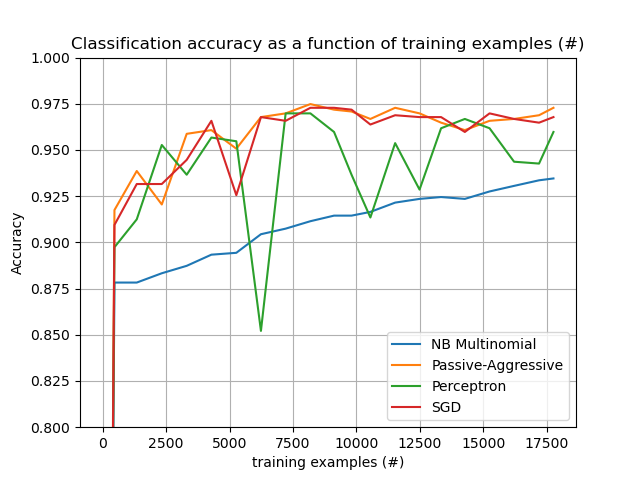 Classification accuracy as a function of training examples (#)
1.000
0.975
0.950
0.925
0.900
0.875
0.850
0.825
0.800
Accuracy
NB Multinomial
Passive-Aggressive
Perceptron
SGD
0 2500 5000 7500 10000 12500 15000 17500
training examples (#)